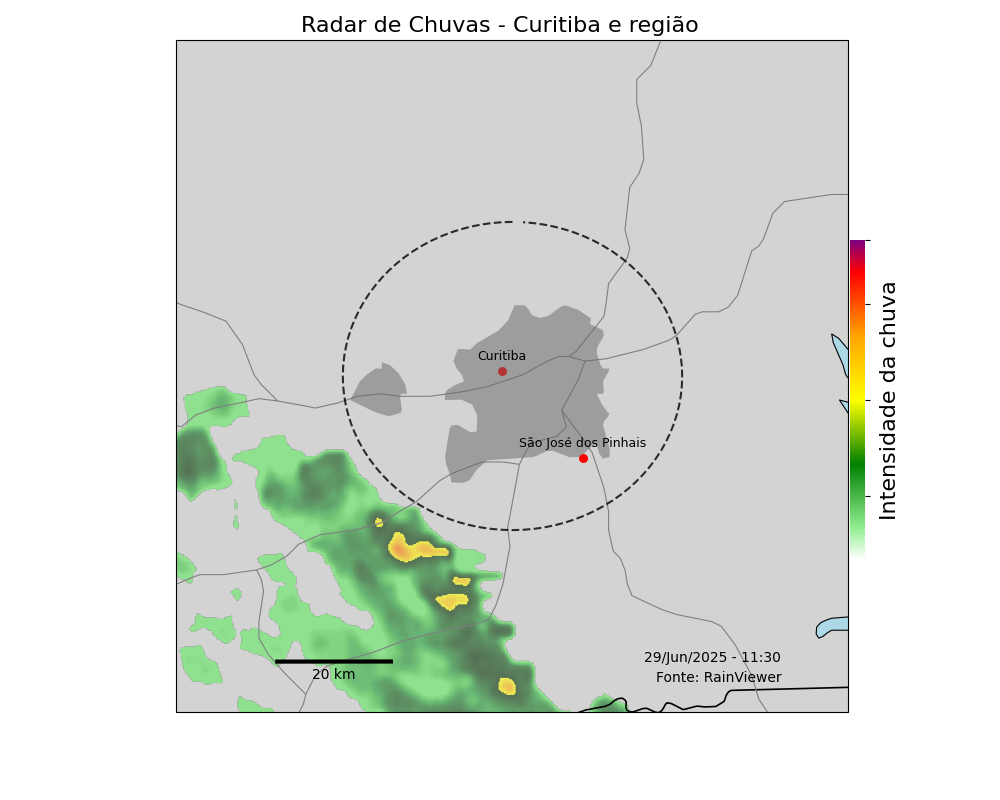 Radar de Chuvas - Curitiba e região
Curitiba
São José dos Pinhais
Intensidade da chuva
29/Jun/2025 - 11:30
Fonte: RainViewer
20 km